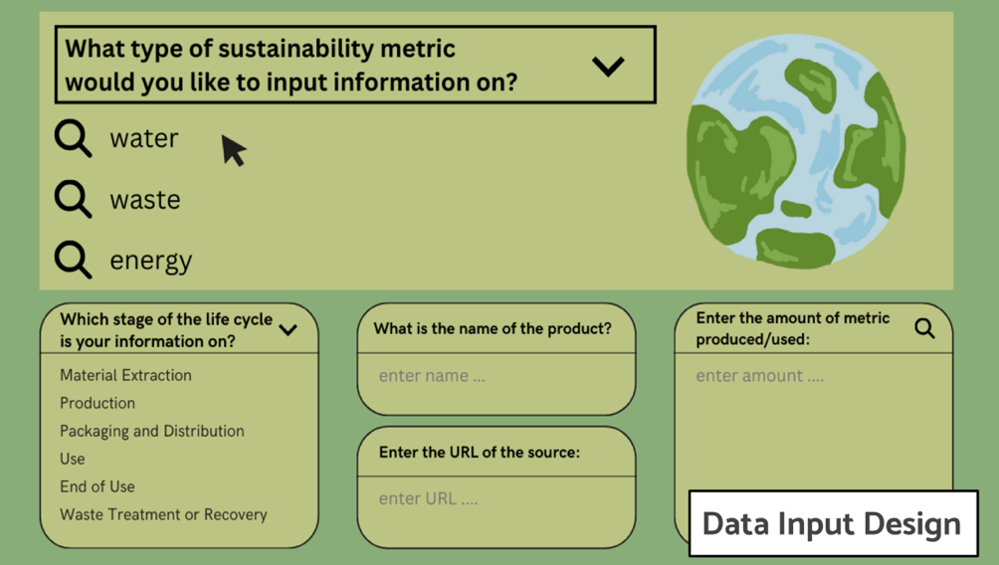 What type of sustainability metric
would you like to input information on?
water
waste
energy
Which stage of the life cycle
is your information on?
Material Extraction
Production
Packaging and Distribution
Use
End of Use
Waste Treatment or Recovery
What is the name of the product?
enter name ...
Enter the URL of the source:
enter URL ....
Enter the amount of metric
produced/used:
enter amount ....
Data Input Design